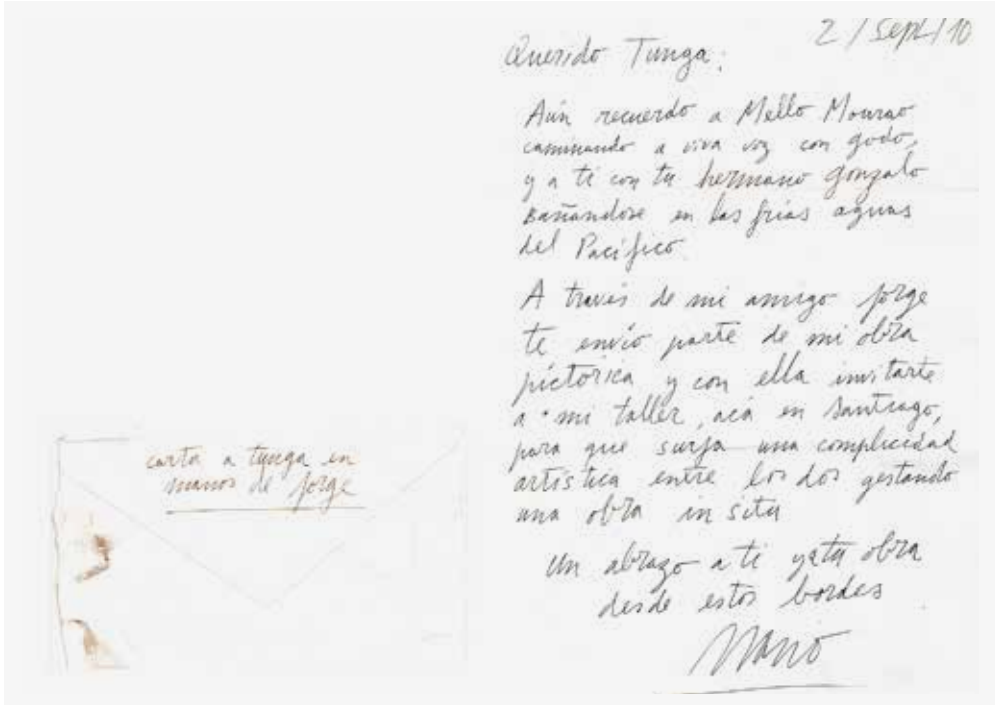 carta a tunga en
manos de Jorge
2 / Sept / 10
Querido Tunga:
Aún recuerdo a Mello Mourao
caminando a viva voz con godo,
y a ti con tu hermano gonzalo
Bañandose en las frias aguas
del Pacífico
A través de mi amigo Jorge
te envío parte de mi obra
píctorica y con ella invitarte
a mi taller, acá en Santiago,
para que surja una complicidad
artística entre los dos gestando
una obra in situ
Un abrazo a ti y a tu obra
desde estos bordes